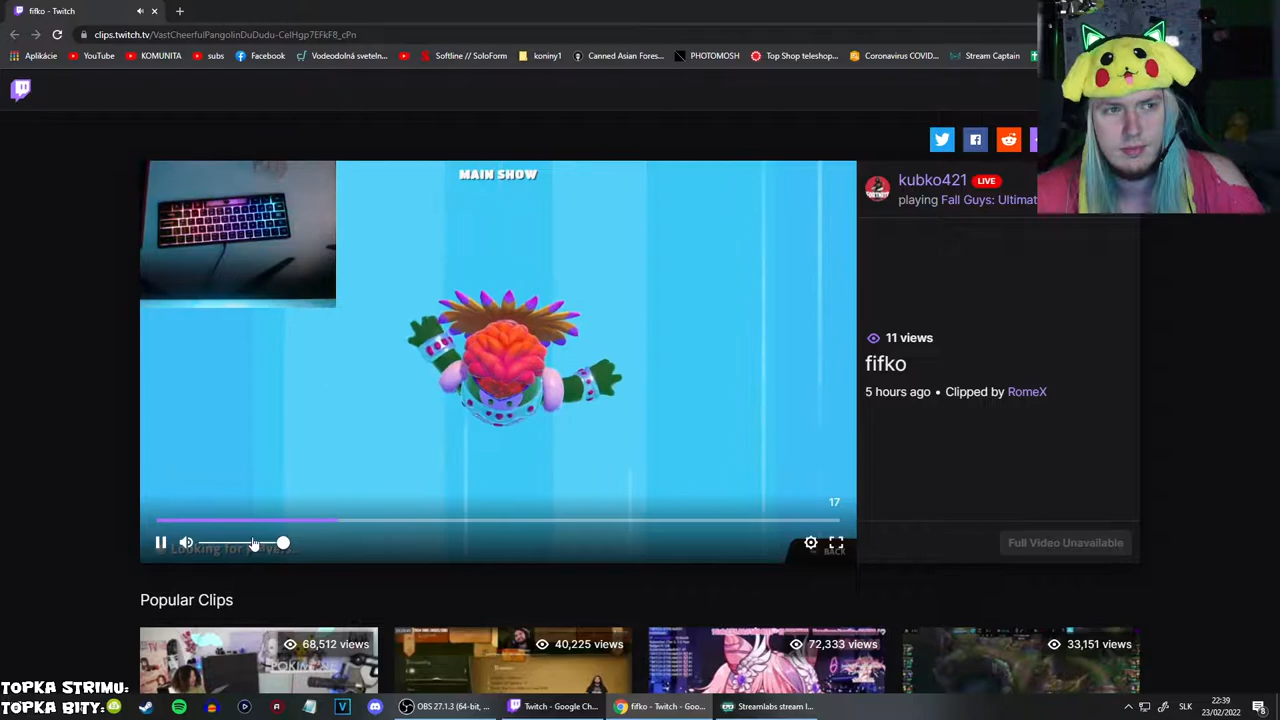 fifko - Twitch
clips.twitch.tv/VastCheerfulPangolinDuDudu-CelHgp7EFkF8_cPn
Aplikácie YouTube KOMUNITA subs Facebook Vodeodolná sveteln... Softline // SoloForm koniny1 Canned Asian Fores... PHOTOMOSH Top Shop teleshop... Coronavirus COVID... Stream Captain
MAIN SHOW
kubko421 LIVE
playing Fall Guys: Ultimat
11 views
fifko
5 hours ago • Clipped by RomeX
17
Looking for players...
BACK
Full Video Unavailable
Popular Clips
68,512 views 40,225 views 72,333 views 33,151 views
TOPKA STRIMU:
TOPKA BITY:
OBS 27.1.3 (64-bit, ... Twitch - Google Ch... fifko - Twitch - Goo... Streamlabs stream l... SLK 22:39
23/02/2022